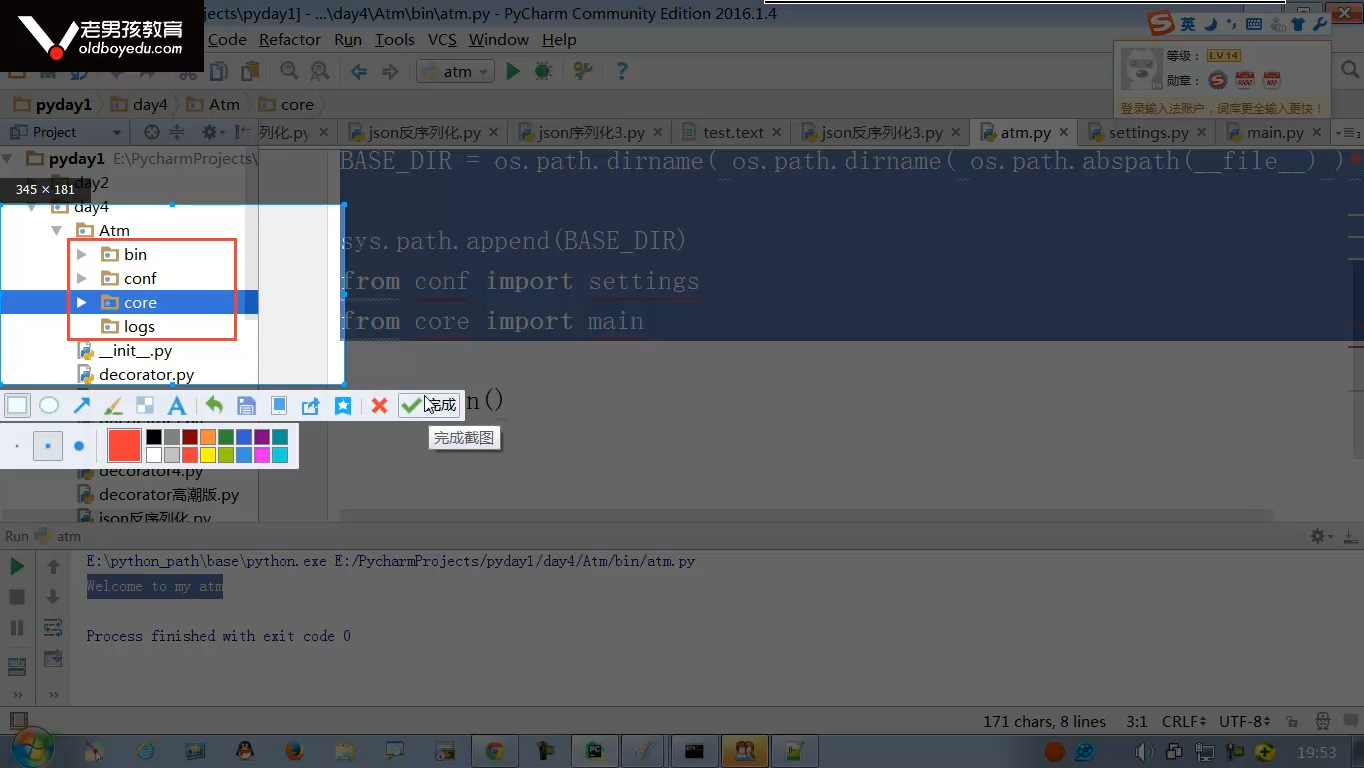 老男孩教育
oldboyedu.com
ojects\pyday1] - ...\day4\Atm\bin\atm.py - PyCharm Community Edition 2016.1.4
Code Refactor Run Tools VCS Window Help
英
atm
等级： LV14
勋章： 1000 100
登录输入法账户，词库更全输入更快！
pyday1 day4 Atm core
Project
列化.py json反序列化.py json序列化3.py test.text json反序列化3.py atm.py settings.py main.py
pyday1 E:\PycharmProjects\
345 × 181
day2
day4
Atm
bin
conf
core
logs
__init__.py
decorator.py
BASE_DIR = os.path.dirname( os.path.dirname( os.path.abspath(__file__) )
sys.path.append(BASE_DIR)
from conf import settings
from core import main
n()
完成
完成截图
decorator4.py
decorator高潮版.py
json反序列化.py
Run atm
E:\python_path\base\python.exe E:/PycharmProjects/pyday1/day4/Atm/bin/atm.py
Welcome to my atm
Process finished with exit code 0
171 chars, 8 lines 3:1 CRLF UTF-8
19:53